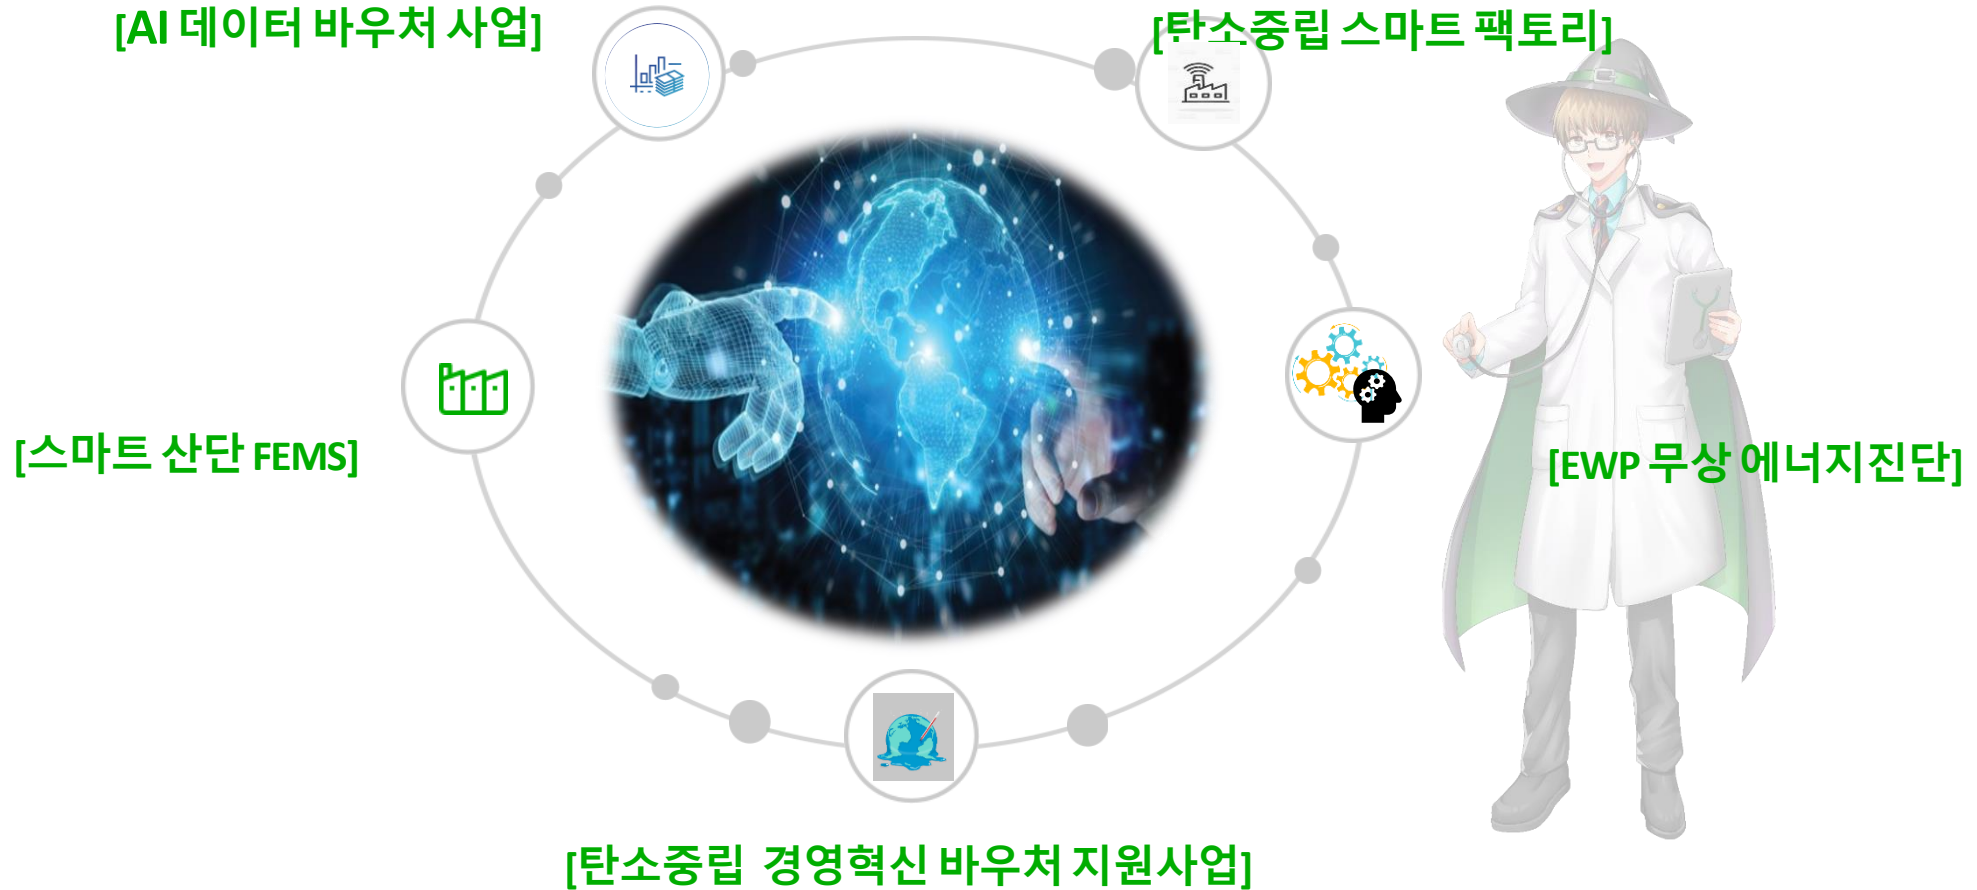 [AI 데이터 바우처 사업]
[탄소중립 스마트 팩토리]
[스마트 산단 FEMS]
[EWP 무상 에너지진단]
[탄소중립 경영혁신 바우처 지원사업]